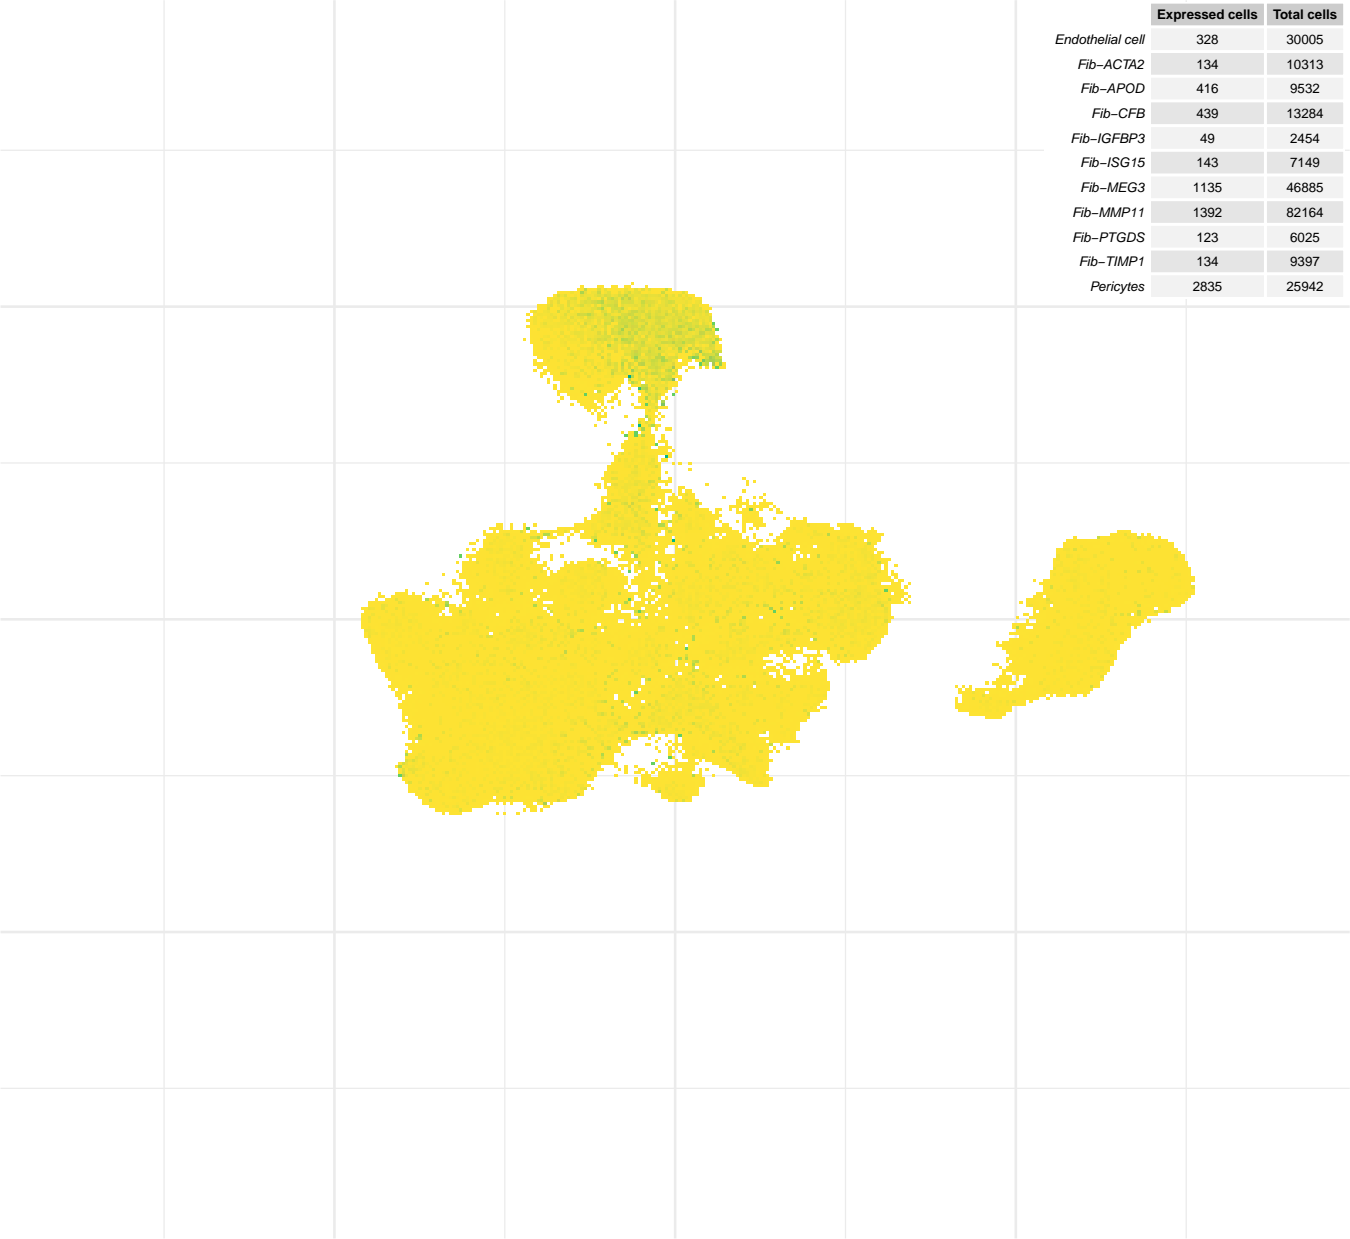 Expressed cells Total cells
Endothelial cell 328 30005
Fib−ACTA2 134 10313
Fib−APOD 416 9532
Fib−CFB 439 13284
Fib−IGFBP3 49 2454
Fib−ISG15 143 7149
Fib−MEG3 1135 46885
Fib−MMP11 1392 82164
Fib−PTGDS 123 6025
Fib−TIMP1 134 9397
Pericytes 2835 25942